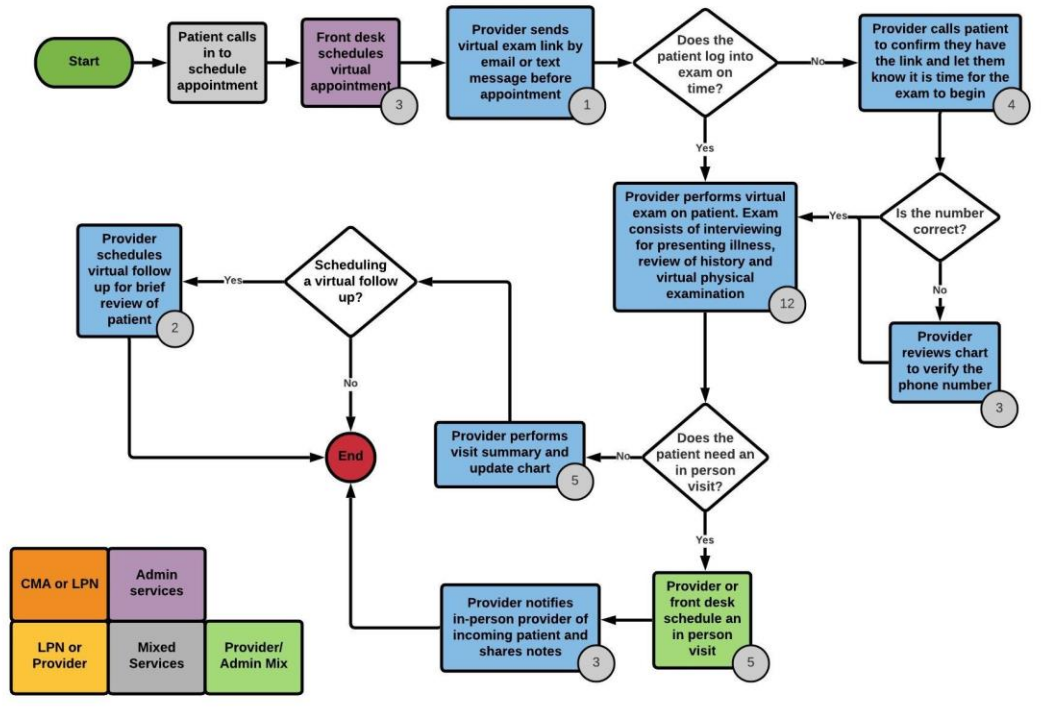 Start
Patient calls
in to
schedule
appointment
Front desk
schedules
virtual
appointment
3
Provider sends
virtual exam link by
email or text
message before
appointment
1
Does the
patient log into
exam on
time?
No
Provider calls patient
to confirm they have
the link and let them
know it is time for the
exam to begin
4
Yes
Is the number
correct?
Yes
No
Provider
reviews chart
to verify the
phone number
3
Provider performs virtual
exam on patient. Exam
consists of interviewing
for presenting illness,
review of history and
virtual physical
examination
12
Does the
patient need an
in person
visit?
No
Provider performs
visit summary and
update chart
5
Scheduling
a virtual follow
up?
Yes
Provider
schedules
virtual follow
up for brief
review of
patient
2
No
End
Yes
Provider or
front desk
schedule an
in person
visit
5
Provider notifies
in-person provider of
incoming patient and
shares notes
3
CMA or LPN
Admin
services
LPN or
Provider
Mixed
Services
Provider/
Admin Mix